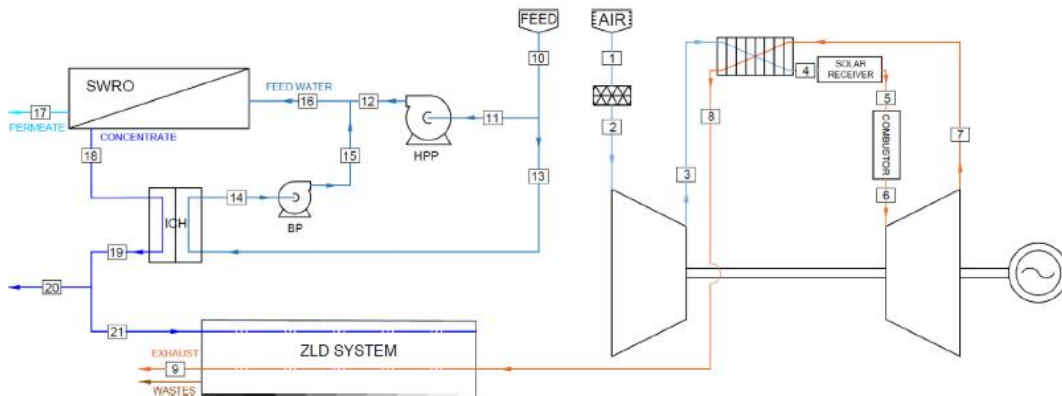 FEED
AIR
10
1
SWRO
FEED WATER
16
12
11
HPP
17
PERMEATE
CONCENTRATE
18
15
13
14
BP
ICH
19
20
21
ZLD SYSTEM
EXHAUST
9
WASTES
2
3
4
SOLAR
RECEIVER
5
COMBUSTOR
6
7
8